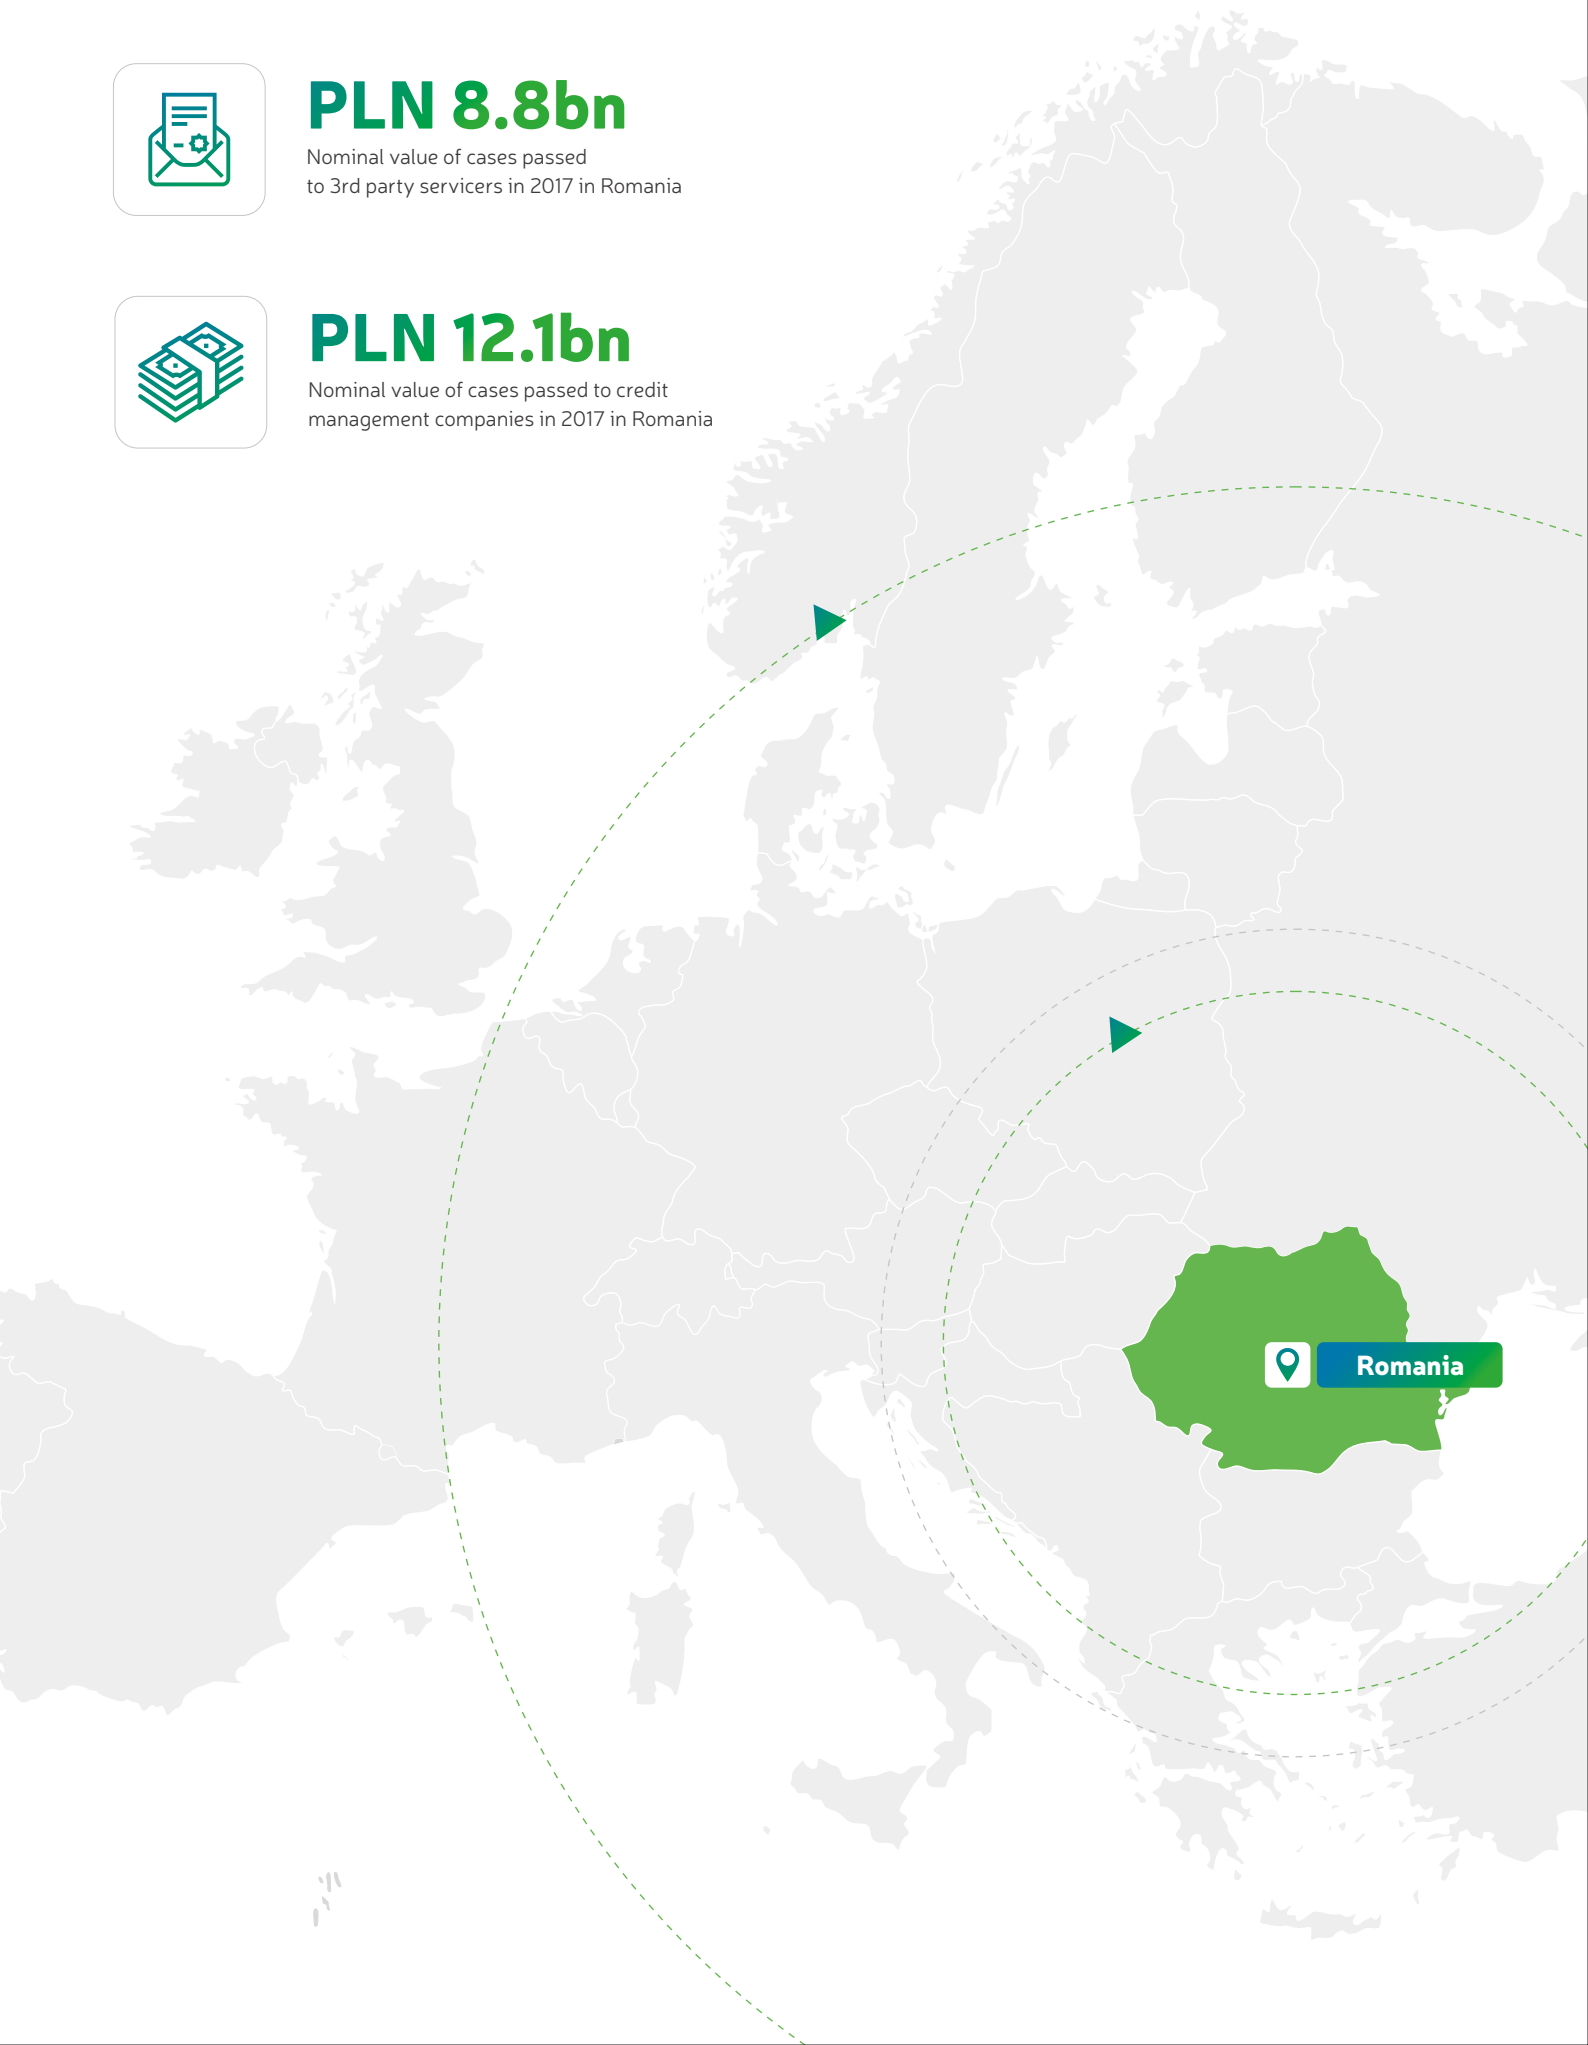 PLN 8.8bn
Nominal value of cases passed
to 3rd party servicers in 2017 in Romania
PLN 12.1bn
Nominal value of cases passed to credit
management companies in 2017 in Romania
Romania